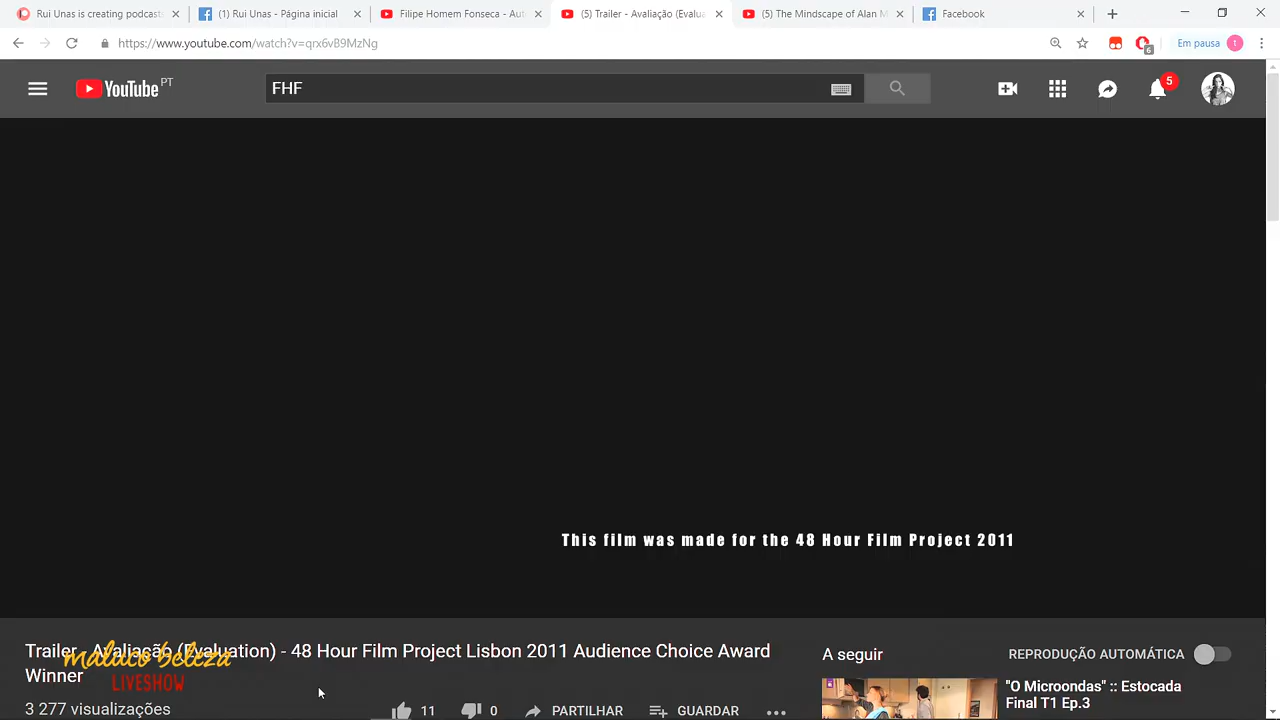 Rui Unas is creating podcasts
(1) Rui Unas - Página inicial
Filipe Homem Fonseca - Aut
(5) Trailer - Avaliação (Evalua
(5) The Mindscape of Alan M
Facebook
https://www.youtube.com/watch?v=qrx6vB9MzNg
6
Em pausa
t
YouTube PT
FHF
5
This film was made for the 48 Hour Film Project 2011
Trailer - Avaliação (Evaluation) - 48 Hour Film Project Lisbon 2011 Audience Choice Award
Winner
maluco beleza
LIVESHOW
3 277 visualizações
11
0
PARTILHAR
GUARDAR
A seguir
REPRODUÇÃO AUTOMÁTICA
"O Microondas" :: Estocada
Final T1 Ep.3